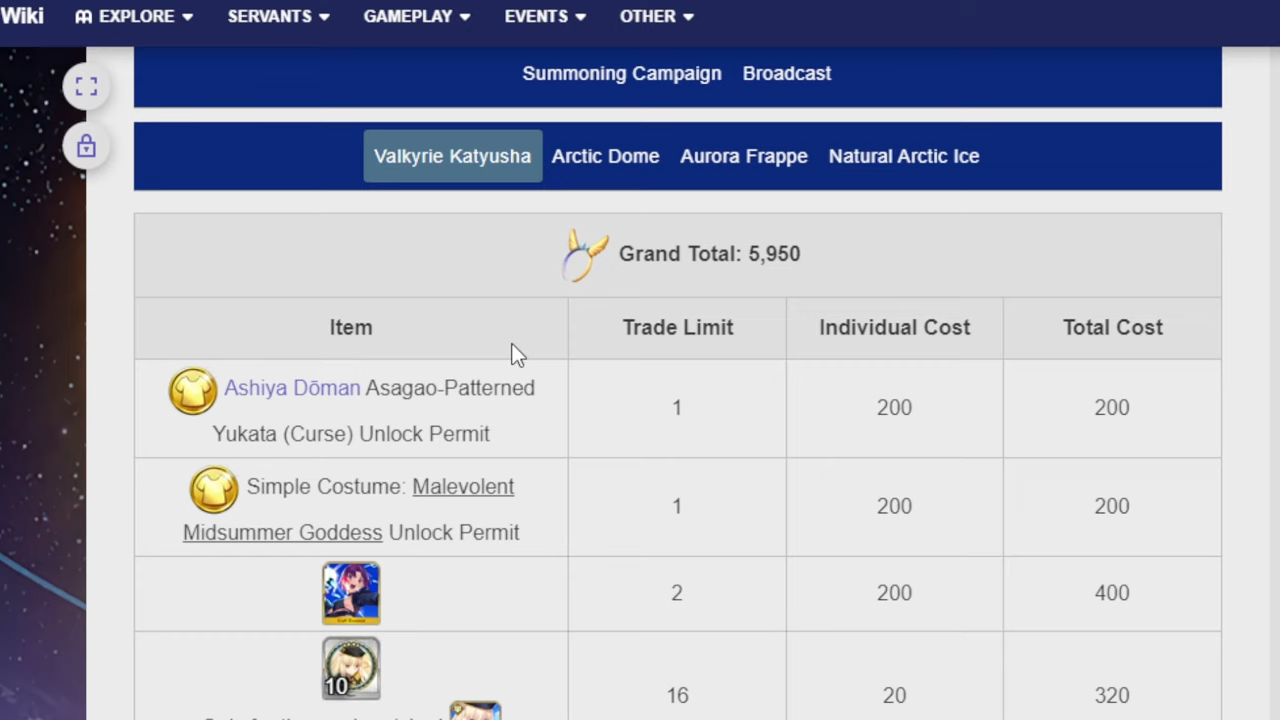 Wiki EXPLORE SERVANTS GAMEPLAY EVENTS OTHER
Summoning Campaign Broadcast
Valkyrie Katyusha Arctic Dome Aurora Frappe Natural Arctic Ice
Grand Total: 5,950
Item Trade Limit Individual Cost Total Cost
Ashiya Dōman Asagao-Patterned
Yukata (Curse) Unlock Permit
1 200 200
Simple Costume: Malevolent
Midsummer Goddess Unlock Permit
1 200 200
2 200 400
10
16 20 320